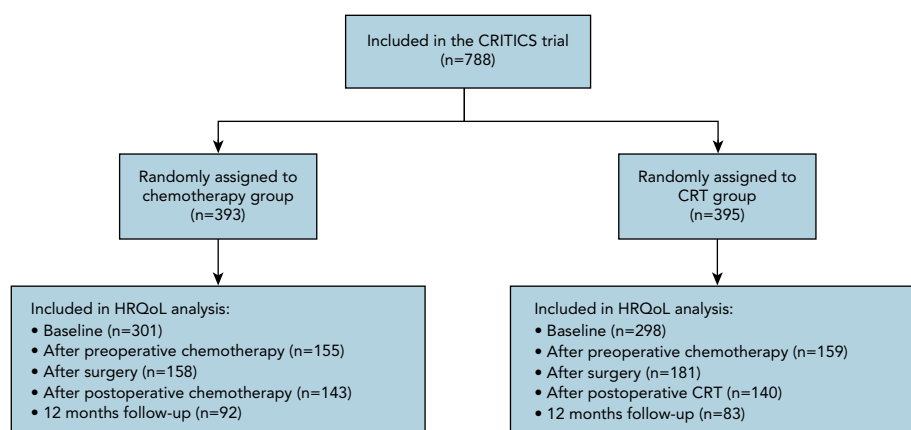 Included in the CRITICS trial
(n=788)
Randomly assigned to
chemotherapy group
(n=393)
Randomly assigned to
CRT group
(n=395)
Included in HRQoL analysis:
• Baseline (n=301)
• After preoperative chemotherapy (n=155)
• After surgery (n=158)
• After postoperative chemotherapy (n=143)
• 12 months follow-up (n=92)
Included in HRQoL analysis:
• Baseline (n=298)
• After preoperative chemotherapy (n=159)
• After surgery (n=181)
• After postoperative CRT (n=140)
• 12 months follow-up (n=83)